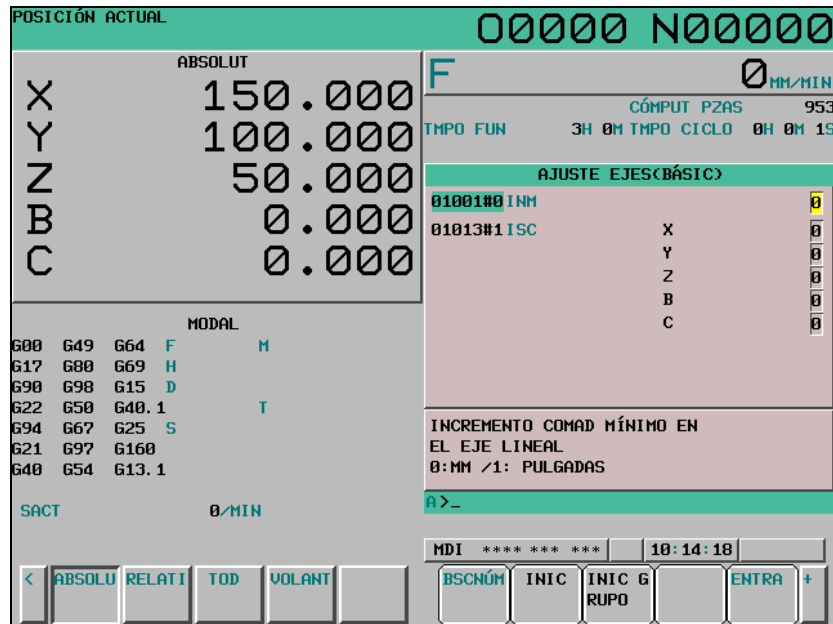 POSICIÓN ACTUAL
O0000 N00000
ABSOLUT
X 150.000
Y 100.000
Z 50.000
B 0.000
C 0.000
F 0 MM/MIN
CÓMPUT PZAS 953
TMPO FUN 3H 0M TMPO CICLO 0H 0M 1S
AJUSTE EJES(BÁSIC)
01001#0 INM 0
01013#1 ISC X 0
Y 0
Z 0
B 0
C 0
MODAL
G00 G49 G64 F M
G17 G80 G69 H
G90 G98 G15 D
G22 G50 G40.1 T
G94 G67 G25 S
G21 G97 G160
G40 G54 G13.1
SACT 0/MIN
INCREMENTO COMAD MÍNIMO EN
EL EJE LINEAL
0:MM /1: PULGADAS
A>_
MDI **** *** *** 10:14:18
< ABSOLU RELATI TOD VOLANT
BSCNÚM INIC INIC G ENTRA +
RUPO